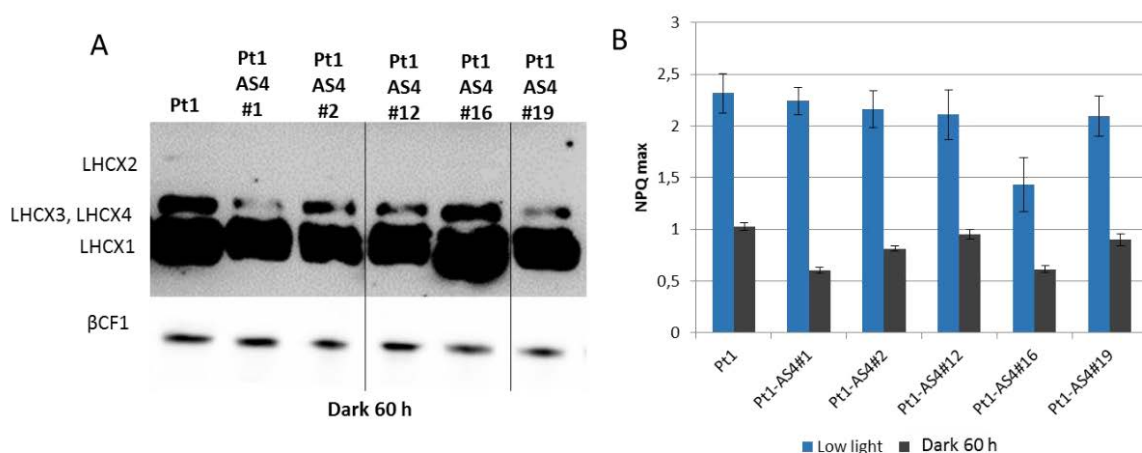 A
Pt1
Pt1 AS4 #1
Pt1 AS4 #2
Pt1 AS4 #12
Pt1 AS4 #16
Pt1 AS4 #19
LHCX2
LHCX3, LHCX4
LHCX1
βCF1
Dark 60 h
B
NPQ max
3
2,5
2
1,5
1
0,5
0
Pt1
Pt1-AS4#1
Pt1-AS4#2
Pt1-AS4#12
Pt1-AS4#16
Pt1-AS4#19
Low light
Dark 60 h